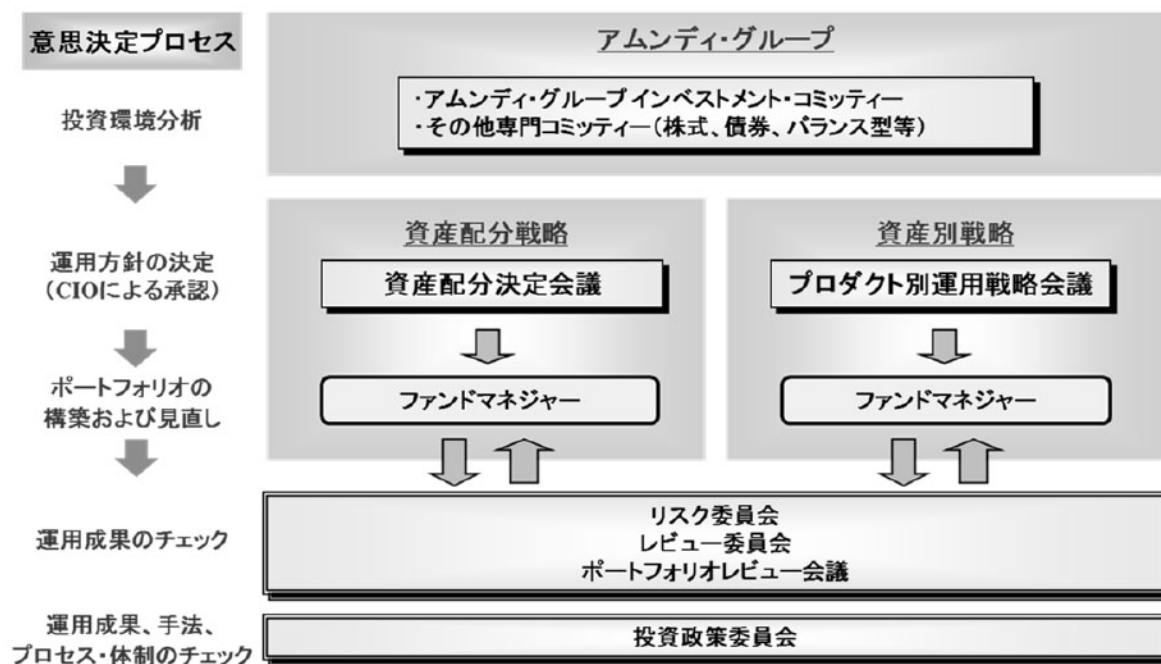 意思決定プロセス
アムンディ・グループ
・アムンディ・グループ インベストメント・コミッティー
・その他専門コミッティー（株式、債券、バランス型等）
投資環境分析
資産配分戦略
資産別戦略
運用方針の決定
（CIOによる承認）
資産配分決定会議
プロダクト別運用戦略会議
ポートフォリオの
構築および見直し
ファンドマネジャー
ファンドマネジャー
運用成果のチェック
リスク委員会
レビュー委員会
ポートフォリオレビュー会議
運用成果、手法、
プロセス・体制のチェック
投資政策委員会